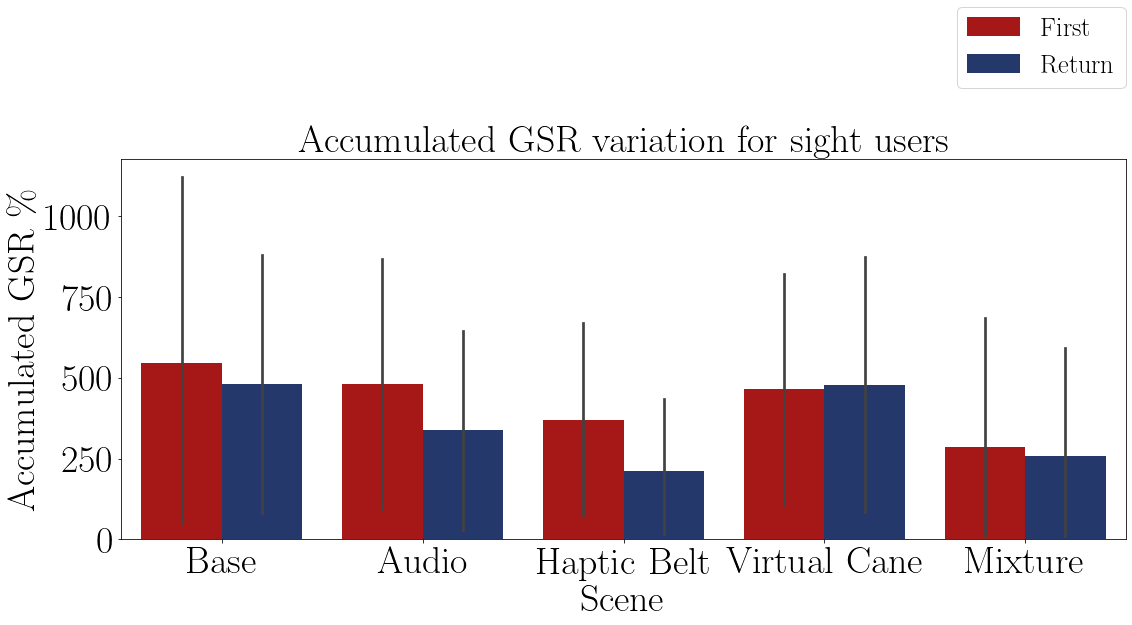 First
Return
Accumulated GSR variation for sight users
Accumulated GSR %
1000
750
500
250
0
Base Audio Haptic Belt Virtual Cane Mixture
Scene